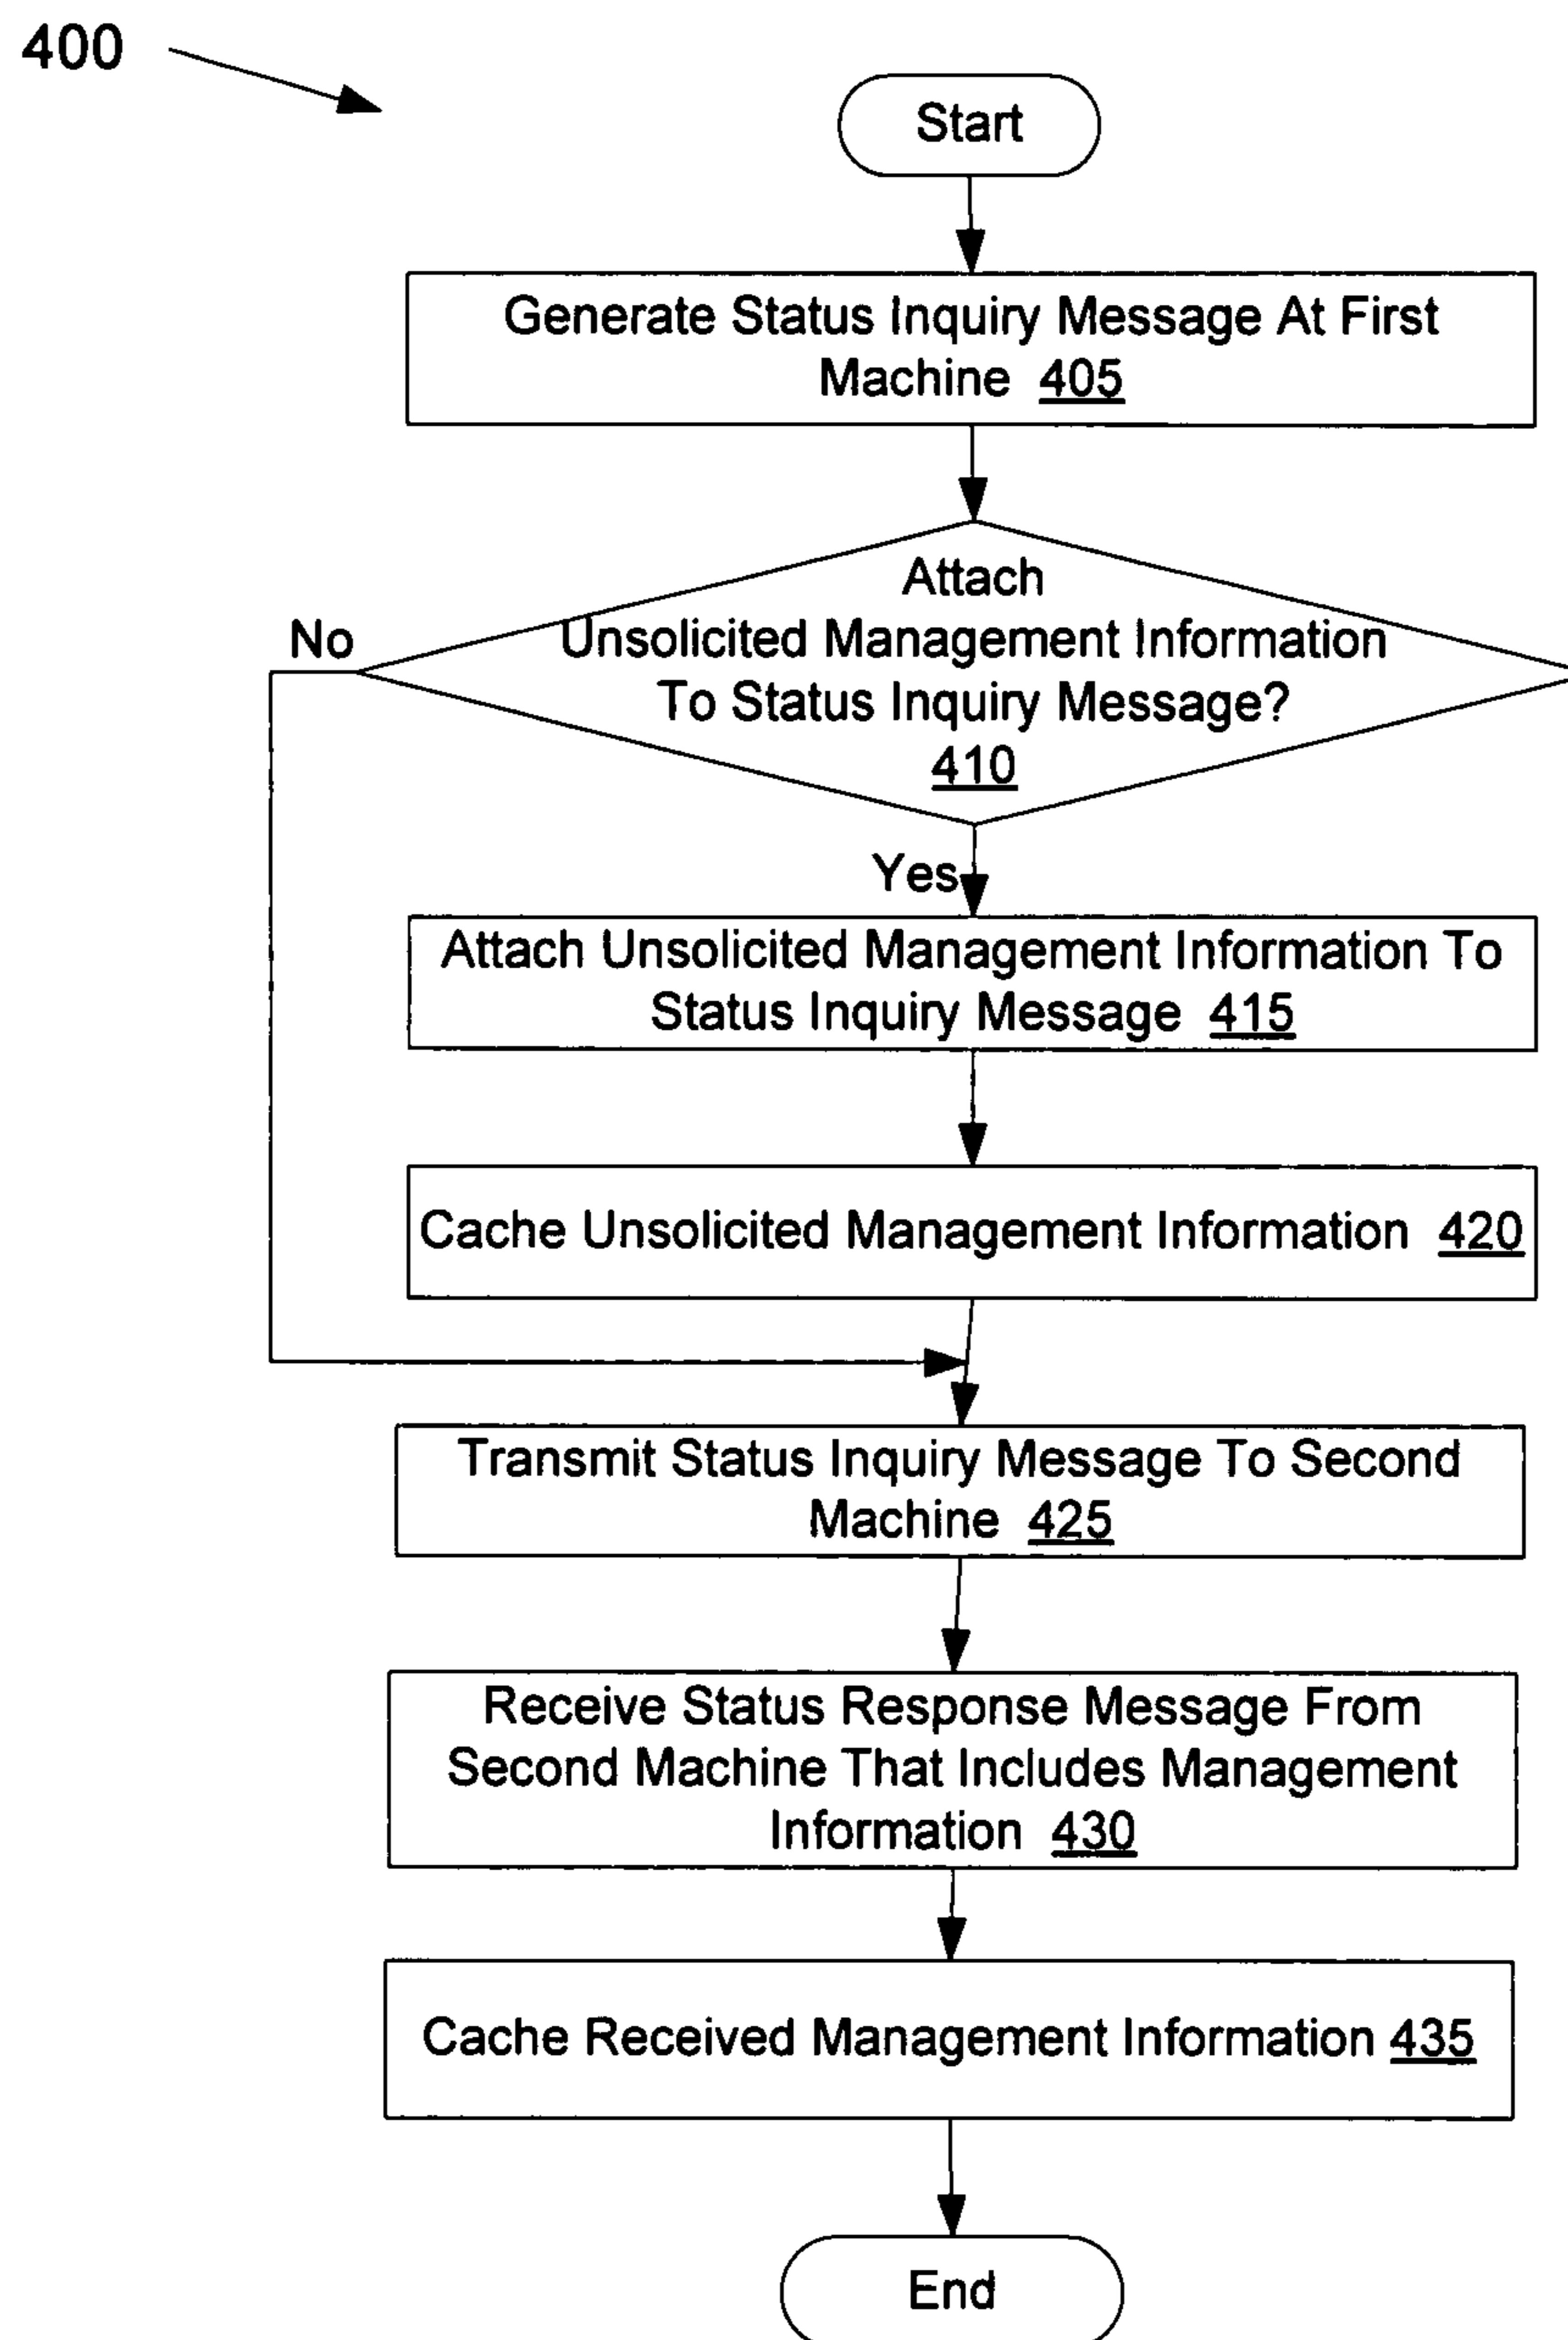 400
Start
Generate Status Inquiry Message At First
Machine 405
Attach
Unsolicited Management Information
To Status Inquiry Message?
410
No
Yes
Attach Unsolicited Management Information To
Status Inquiry Message 415
Cache Unsolicited Management Information 420
Transmit Status Inquiry Message To Second
Machine 425
Receive Status Response Message From
Second Machine That Includes Management
Information 430
Cache Received Management Information 435
End